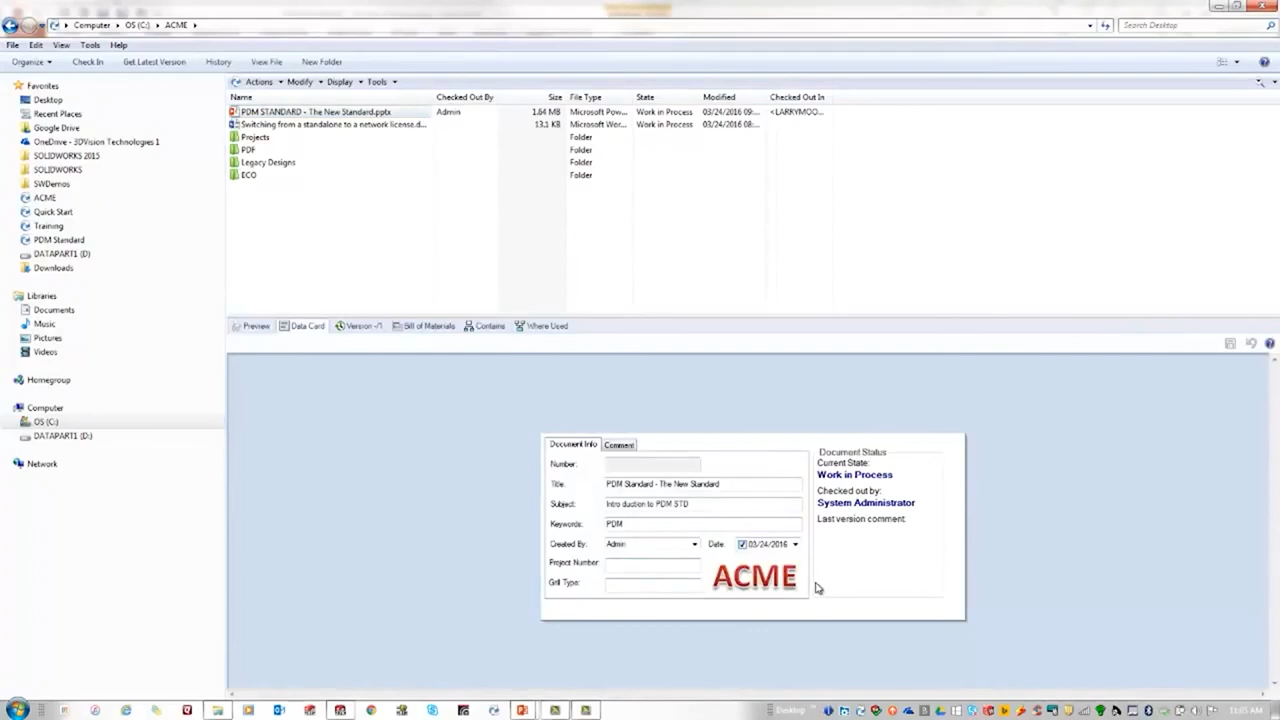 Computer OS (C:) ACME
Search Desktop
File Edit View Tools Help
Organize Check In Get Latest Version History View File New Folder
Favorites
Desktop
Recent Places
Google Drive
OneDrive - 3DVision Technologies 1
SOLIDWORKS 2015
SOLIDWORKS
SWDemos
ACME
Quick Start
Training
PDM Standard
DATAPART1 (D)
Downloads
Libraries
Documents
Music
Pictures
Videos
Homegroup
Computer
OS (C:)
DATAPART1 (D:)
Network
Actions Modify Display Tools
Name Checked Out By Size File Type State Modified Checked Out In
PDM STANDARD - The New Standard.pptx Admin 1.64 MB Microsoft Pow... Work in Process 03/24/2016 09:... <LARRYMOO...
Switching from a standalone to a network license.d... 13.1 KB Microsoft Wor... Work in Process 03/24/2016 08:...
Projects Folder
PDF Folder
Legacy Designs Folder
ECO Folder
Preview Data Card Version -/1 Bill of Materials Contains Where Used
Document Info Comment
Number:
Title: PDM Standard - The New Standard
Subject: Intro duction to PDM STD
Keywords: PDM
Created By: Admin Date: 03/24/2016
Project Number
Grill Type:
ACME
Document Status
Current State:
Work in Process
Checked out by:
System Administrator
Last version comment:
Desktop
11:05 AM